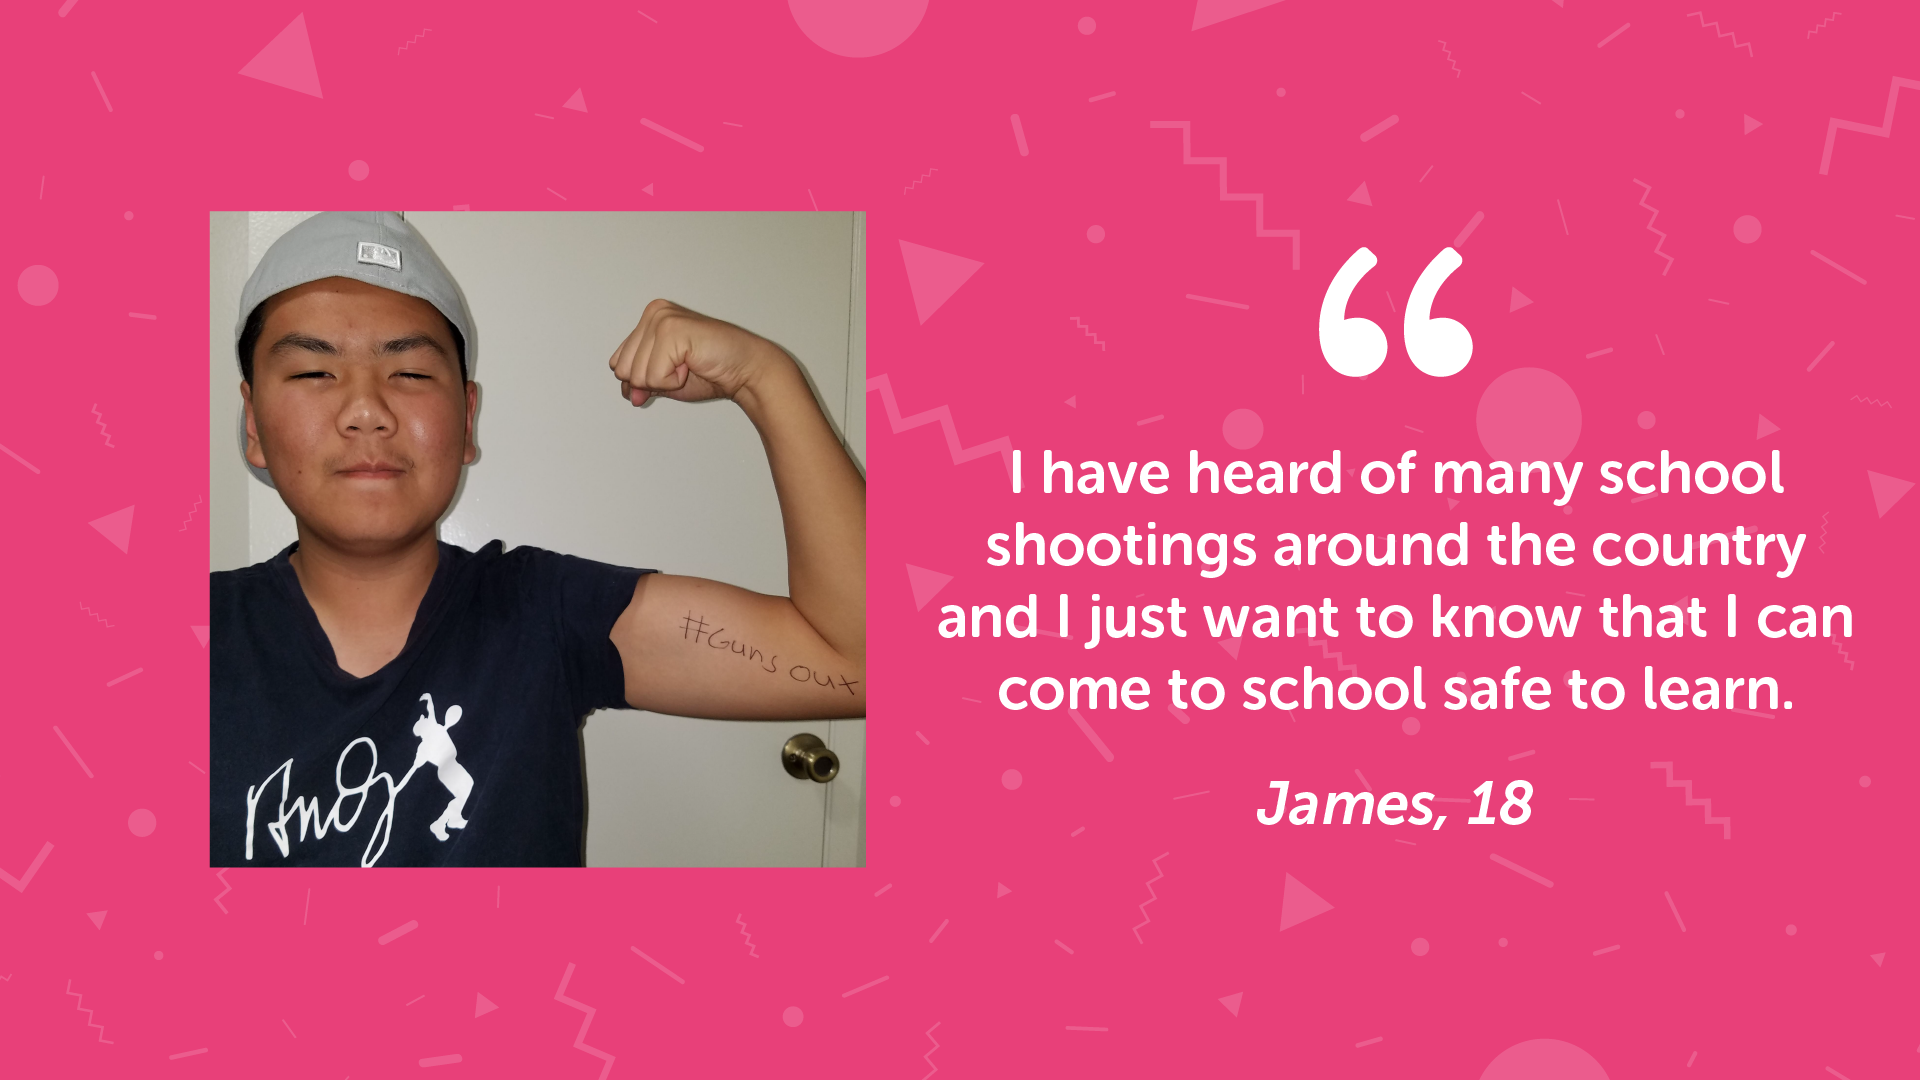 #Guns out
Andy
“
I have heard of many school
shootings around the country
and I just want to know that I can
come to school safe to learn.
James, 18